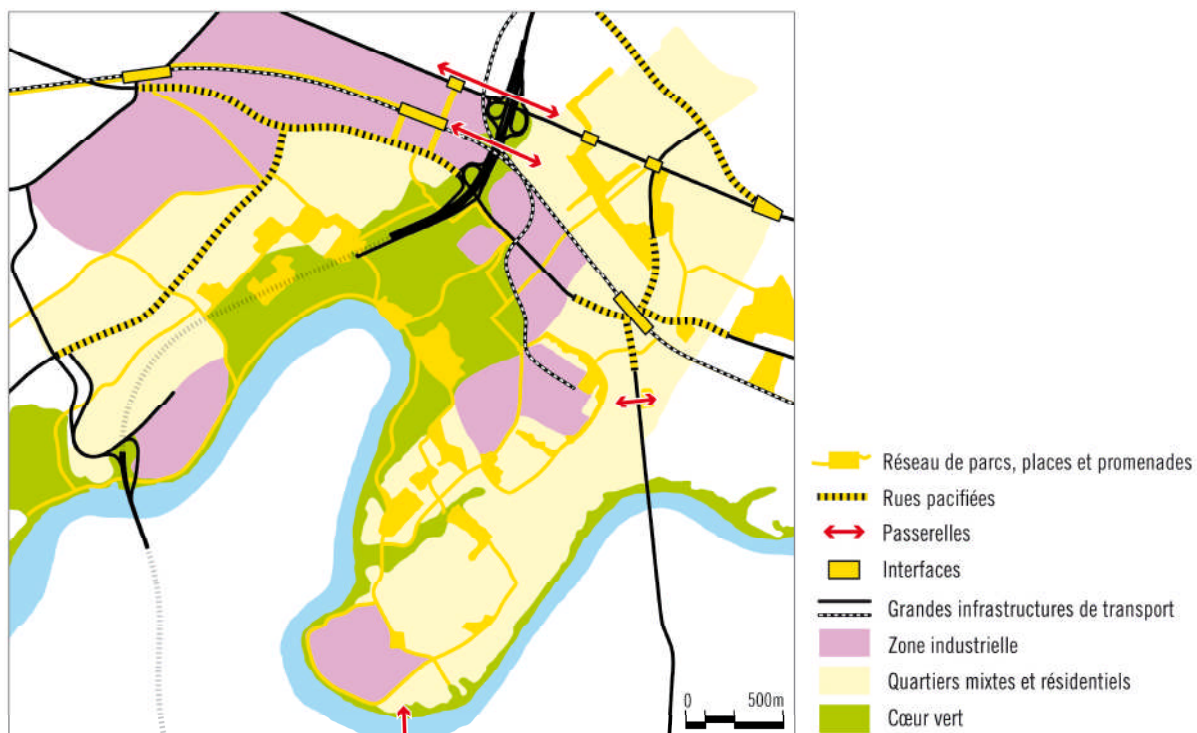 Réseau de parcs, places et promenades
Rues pacifiées
Passerelles
Interfaces
Grandes infrastructures de transport
Zone industrielle
Quartiers mixtes et résidentiels
Cœur vert
0 500m